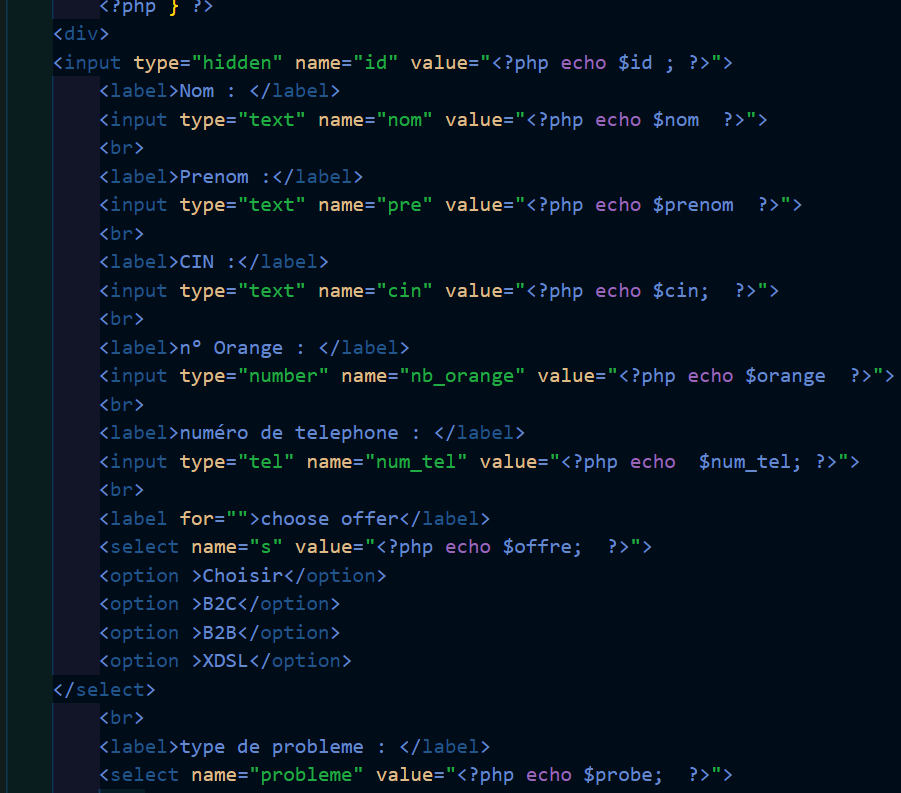 <?php } ?>
<div>
<input type="hidden" name="id" value="<?php echo $id ; ?>">
<label>Nom : </label>
<input type="text" name="nom" value="<?php echo $nom  ?>">
<br>
<label>Prenom :</label>
<input type="text" name="pre" value="<?php echo $prenom  ?>">
<br>
<label>CIN :</label>
<input type="text" name="cin" value="<?php echo $cin;  ?>">
<br>
<label>n° Orange : </label>
<input type="number" name="nb_orange" value="<?php echo $orange  ?>">
<br>
<label>numéro de telephone : </label>
<input type="tel" name="num_tel" value="<?php echo  $num_tel; ?>">
<br>
<label for="">choose offer</label>
<select name="s" value="<?php echo $offre;  ?>">
<option >Choisir</option>
<option >B2C</option>
<option >B2B</option>
<option >XDSL</option>
</select>
<br>
<label>type de probleme : </label>
<select name="probleme" value="<?php echo $probe;  ?>">